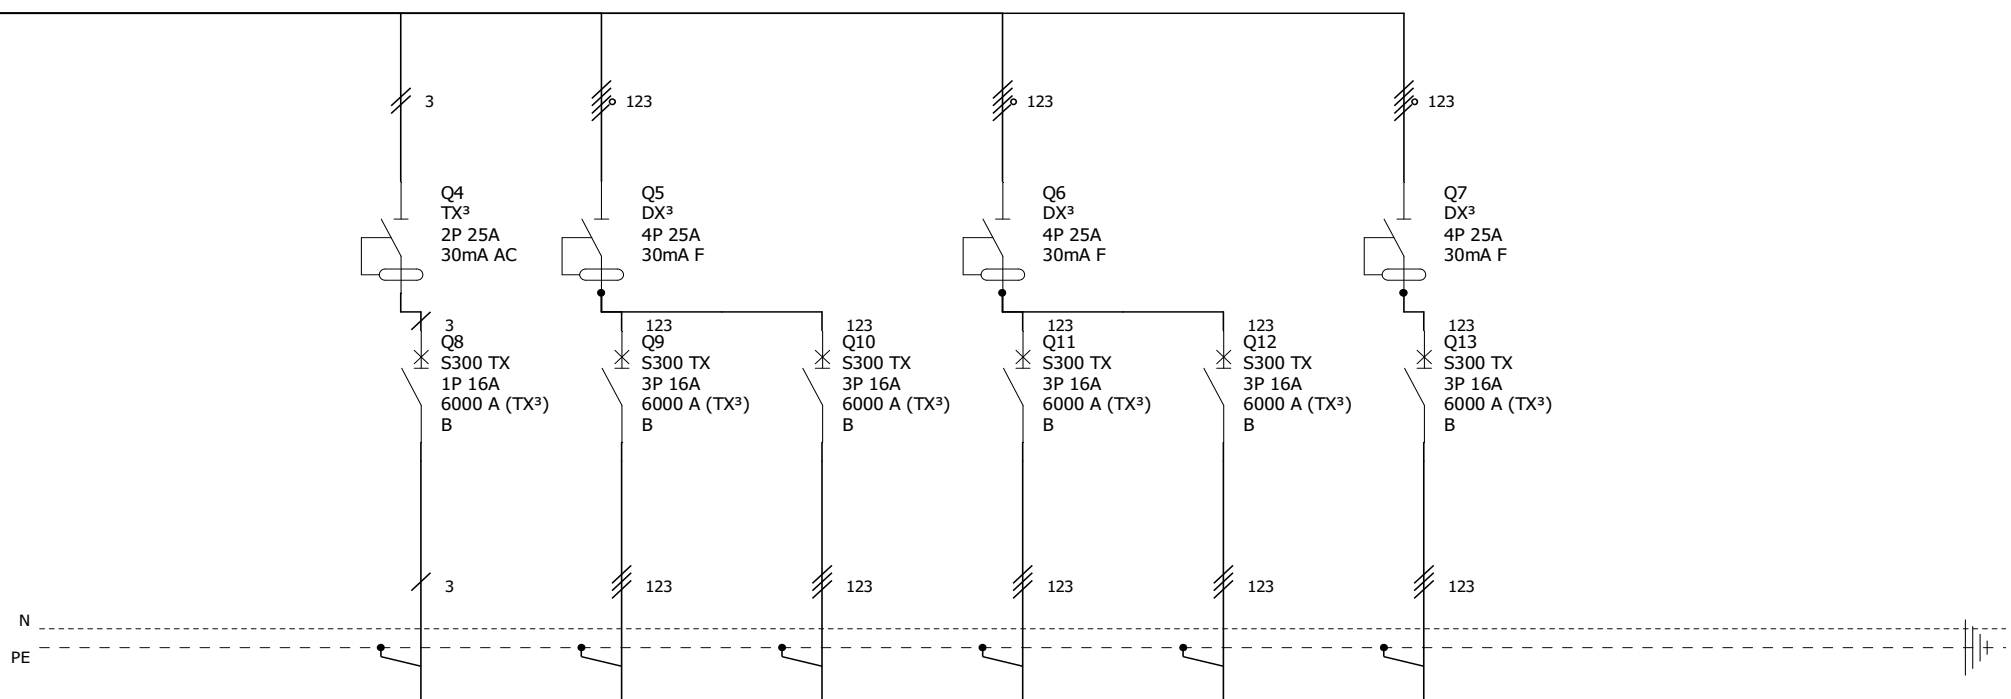 3
123
123
123
Q4
TX³
2P 25A
30mA AC
Q5
DX³
4P 25A
30mA F
Q6
DX³
4P 25A
30mA F
Q7
DX³
4P 25A
30mA F
3
Q8
S300 TX
1P 16A
6000 A (TX³)
B
123
Q9
S300 TX
3P 16A
6000 A (TX³)
B
123
Q10
S300 TX
3P 16A
6000 A (TX³)
B
123
Q11
S300 TX
3P 16A
6000 A (TX³)
B
123
Q12
S300 TX
3P 16A
6000 A (TX³)
B
123
Q13
S300 TX
3P 16A
6000 A (TX³)
B
3
123
123
123
123
123
N
PE